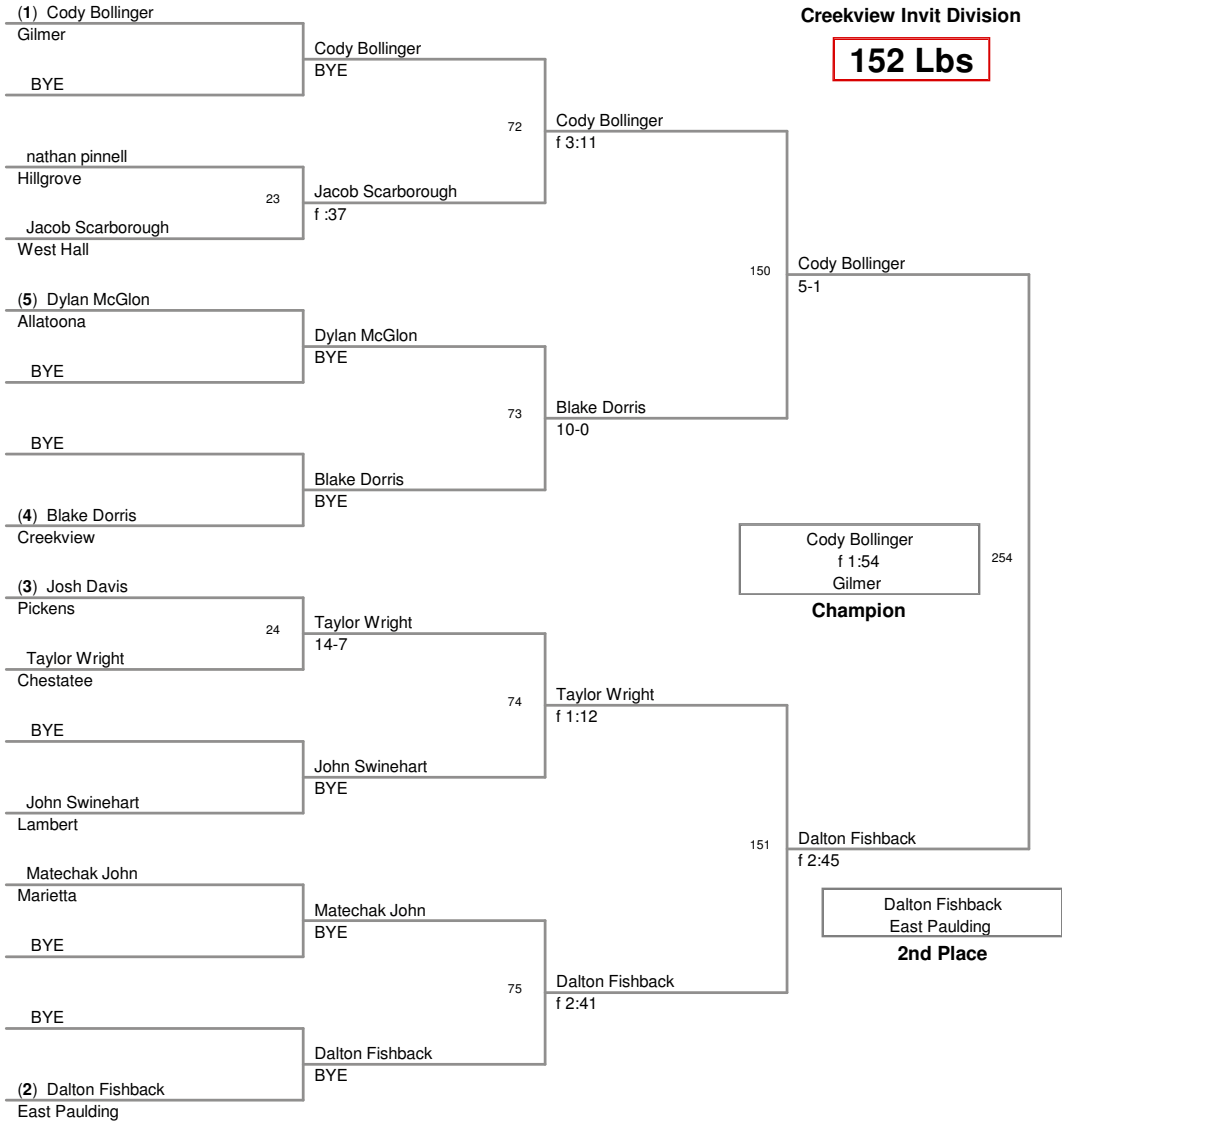 Creekview Invit Division
152 Lbs
(1) Cody Bollinger
Gilmer
BYE
nathan pinnell
Hillgrove
23
Jacob Scarborough
West Hall
(5) Dylan McGlon
Allatoona
BYE
BYE
(4) Blake Dorris
Creekview
(3) Josh Davis
Pickens
24
Taylor Wright
Chestatee
BYE
John Swinehart
Lambert
Matechak John
Marietta
BYE
BYE
(2) Dalton Fishback
East Paulding
Cody Bollinger
BYE
72
Jacob Scarborough
f :37
Dylan McGlon
BYE
73
Blake Dorris
BYE
Taylor Wright
14-7
74
John Swinehart
BYE
Matechak John
BYE
75
Dalton Fishback
BYE
Cody Bollinger
f 3:11
150
Blake Dorris
10-0
Taylor Wright
f 1:12
151
Dalton Fishback
f 2:41
Cody Bollinger
5-1
254
Dalton Fishback
f 2:45
Cody Bollinger
f 1:54
Gilmer
Champion
Dalton Fishback
East Paulding
2nd Place